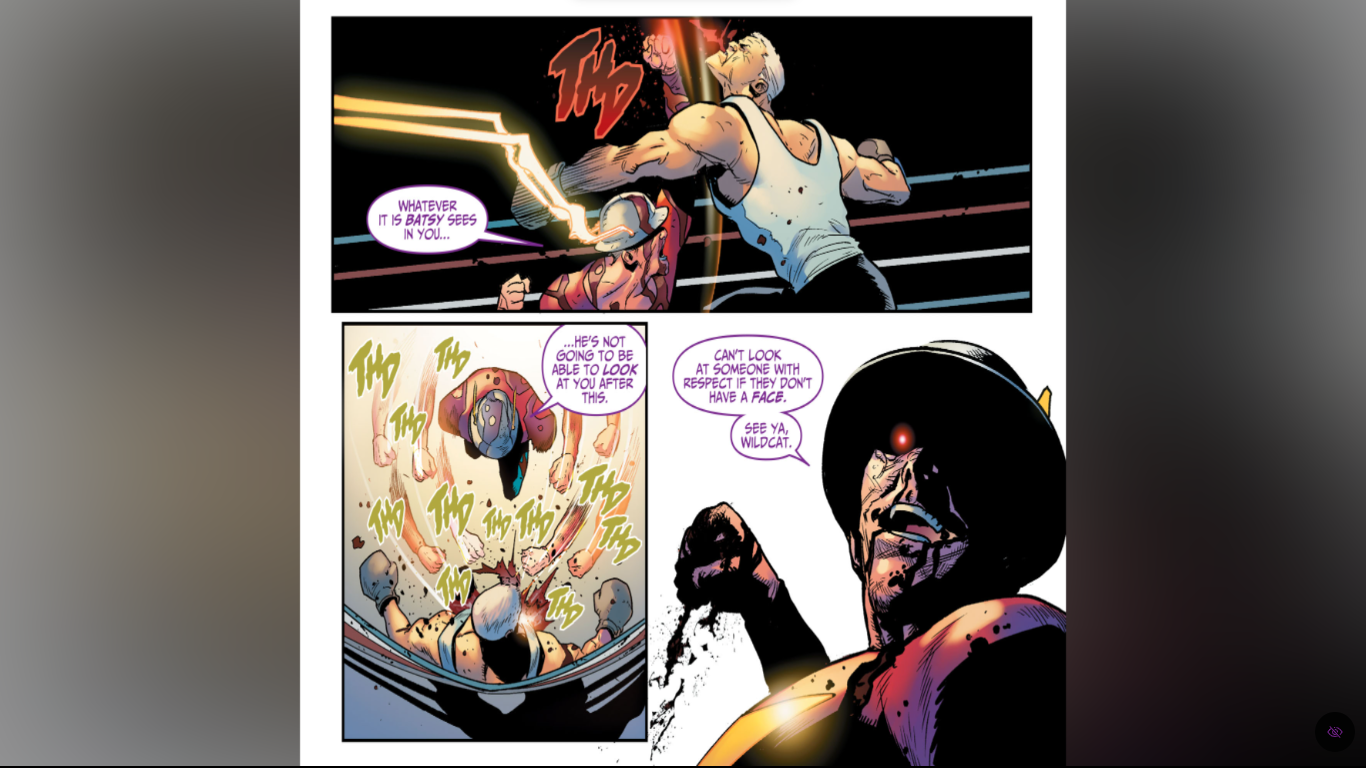 THD
WHATEVER
IT IS BATSY SEES
IN YOU...
...HE'S NOT
GOING TO BE
ABLE TO LOOK
AT YOU AFTER
THIS.
THD
THD
THD
THD
THD
THD
THD
THD
THD
THD
THD
CAN'T LOOK
AT SOMEONE WITH
RESPECT IF THEY DON'T
HAVE A FACE.
SEE YA,
WILDCAT.